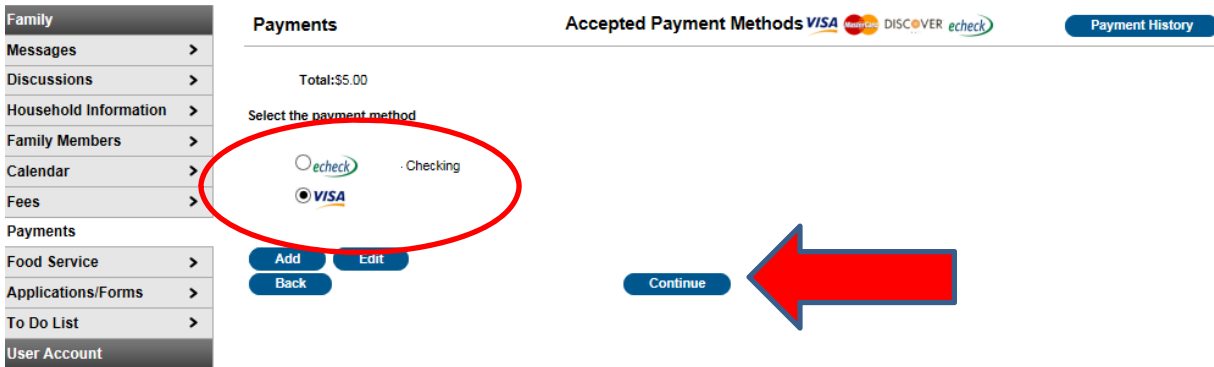 Family
Messages >
Discussions >
Household Information >
Family Members >
Calendar >
Fees >
Payments
Food Service >
Applications/Forms >
To Do List >
User Account
Payments
Accepted Payment Methods VISA MasterCard DISCOVER echeck
Payment History
Total:$5.00
Select the payment method
echeck - Checking
VISA
Add Edit
Back
Continue